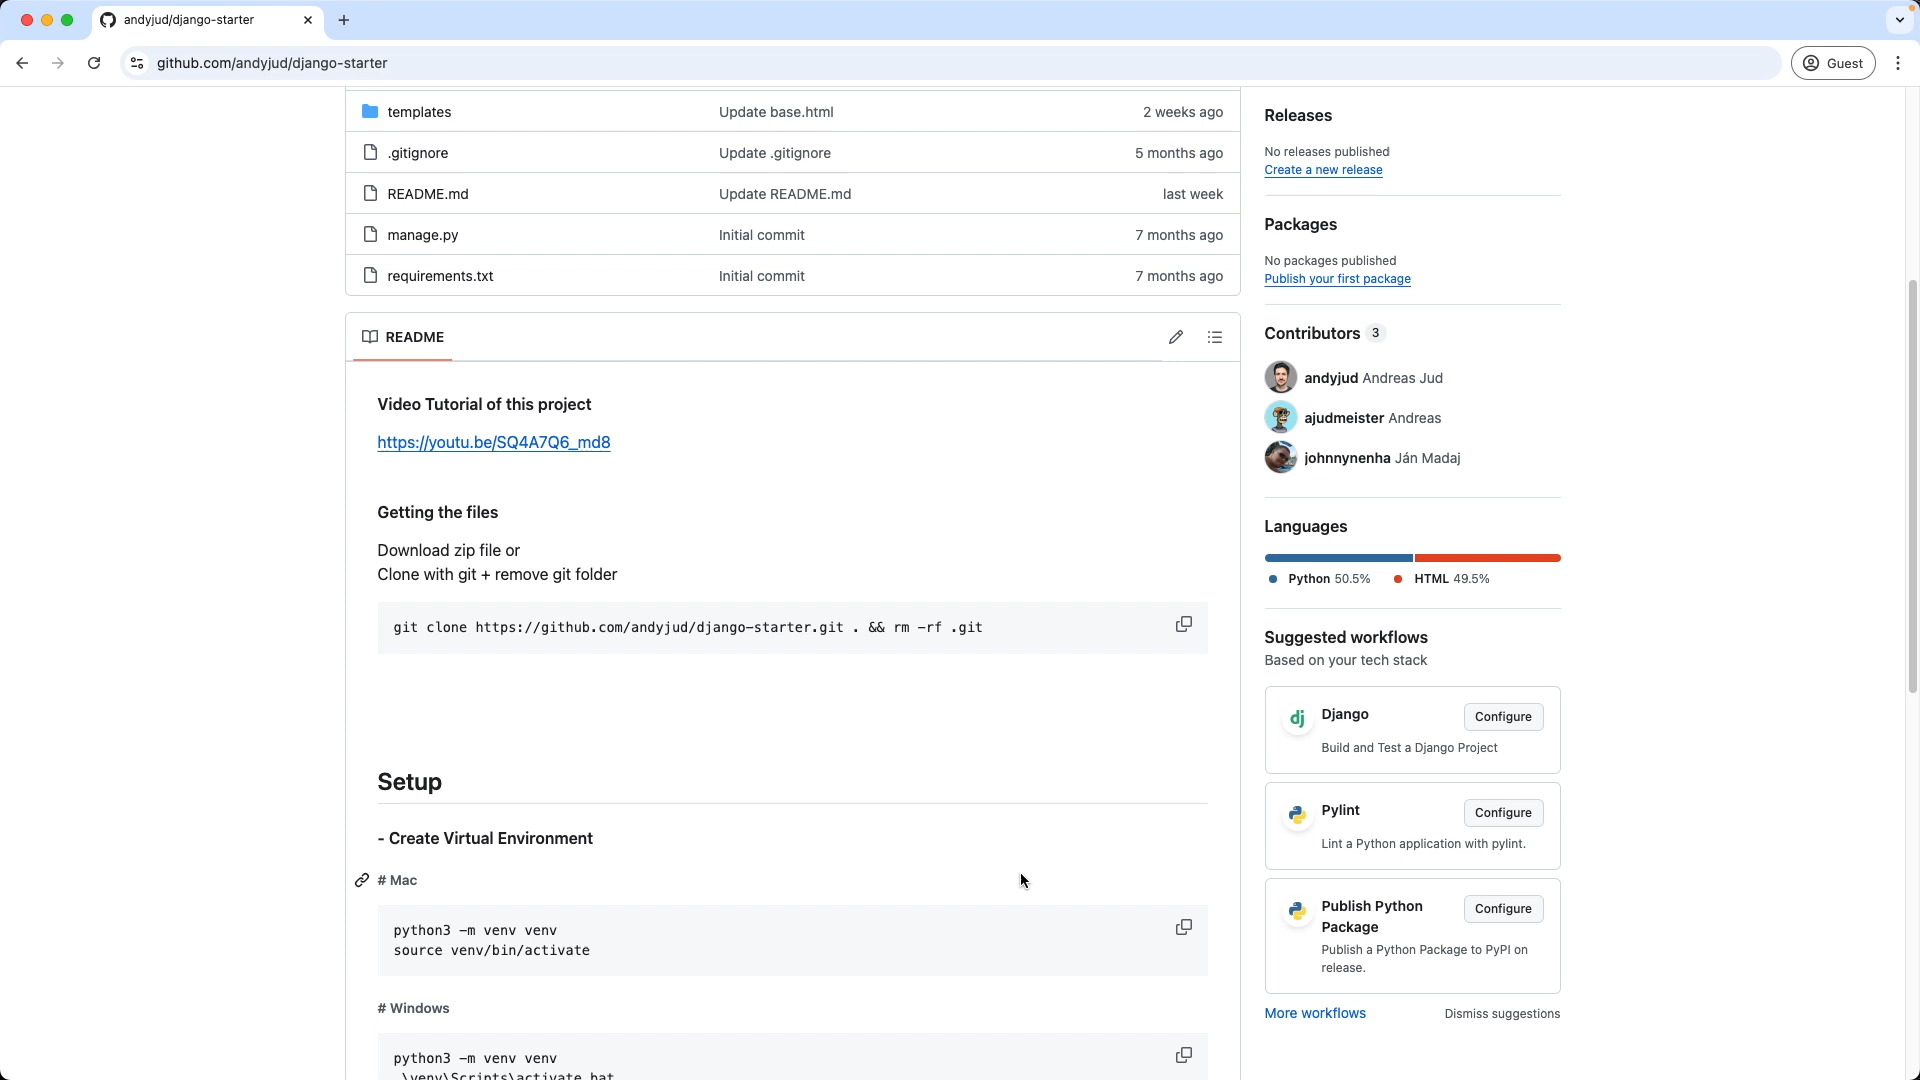 andyjud/django-starter
github.com/andyjud/django-starter
Guest
templates Update base.html 2 weeks ago
.gitignore Update .gitignore 5 months ago
README.md Update README.md last week
manage.py Initial commit 7 months ago
requirements.txt Initial commit 7 months ago
README
Video Tutorial of this project
https://youtu.be/SQ4A7Q6_md8
Getting the files
Download zip file or
Clone with git + remove git folder
git clone https://github.com/andyjud/django-starter.git . && rm -rf .git
Setup
- Create Virtual Environment
# Mac
python3 -m venv venv
source venv/bin/activate
# Windows
python3 -m venv venv
.\venv\Scripts\activate.bat
Releases
No releases published
Create a new release
Packages
No packages published
Publish your first package
Contributors 3
andyjud Andreas Jud
ajudmeister Andreas
johnnynenha Ján Madaj
Languages
Python 50.5% HTML 49.5%
Suggested workflows
Based on your tech stack
dj
Django
Configure
Build and Test a Django Project
Pylint
Configure
Lint a Python application with pylint.
Publish Python
Package
Configure
Publish a Python Package to PyPI on
release.
More workflows
Dismiss suggestions